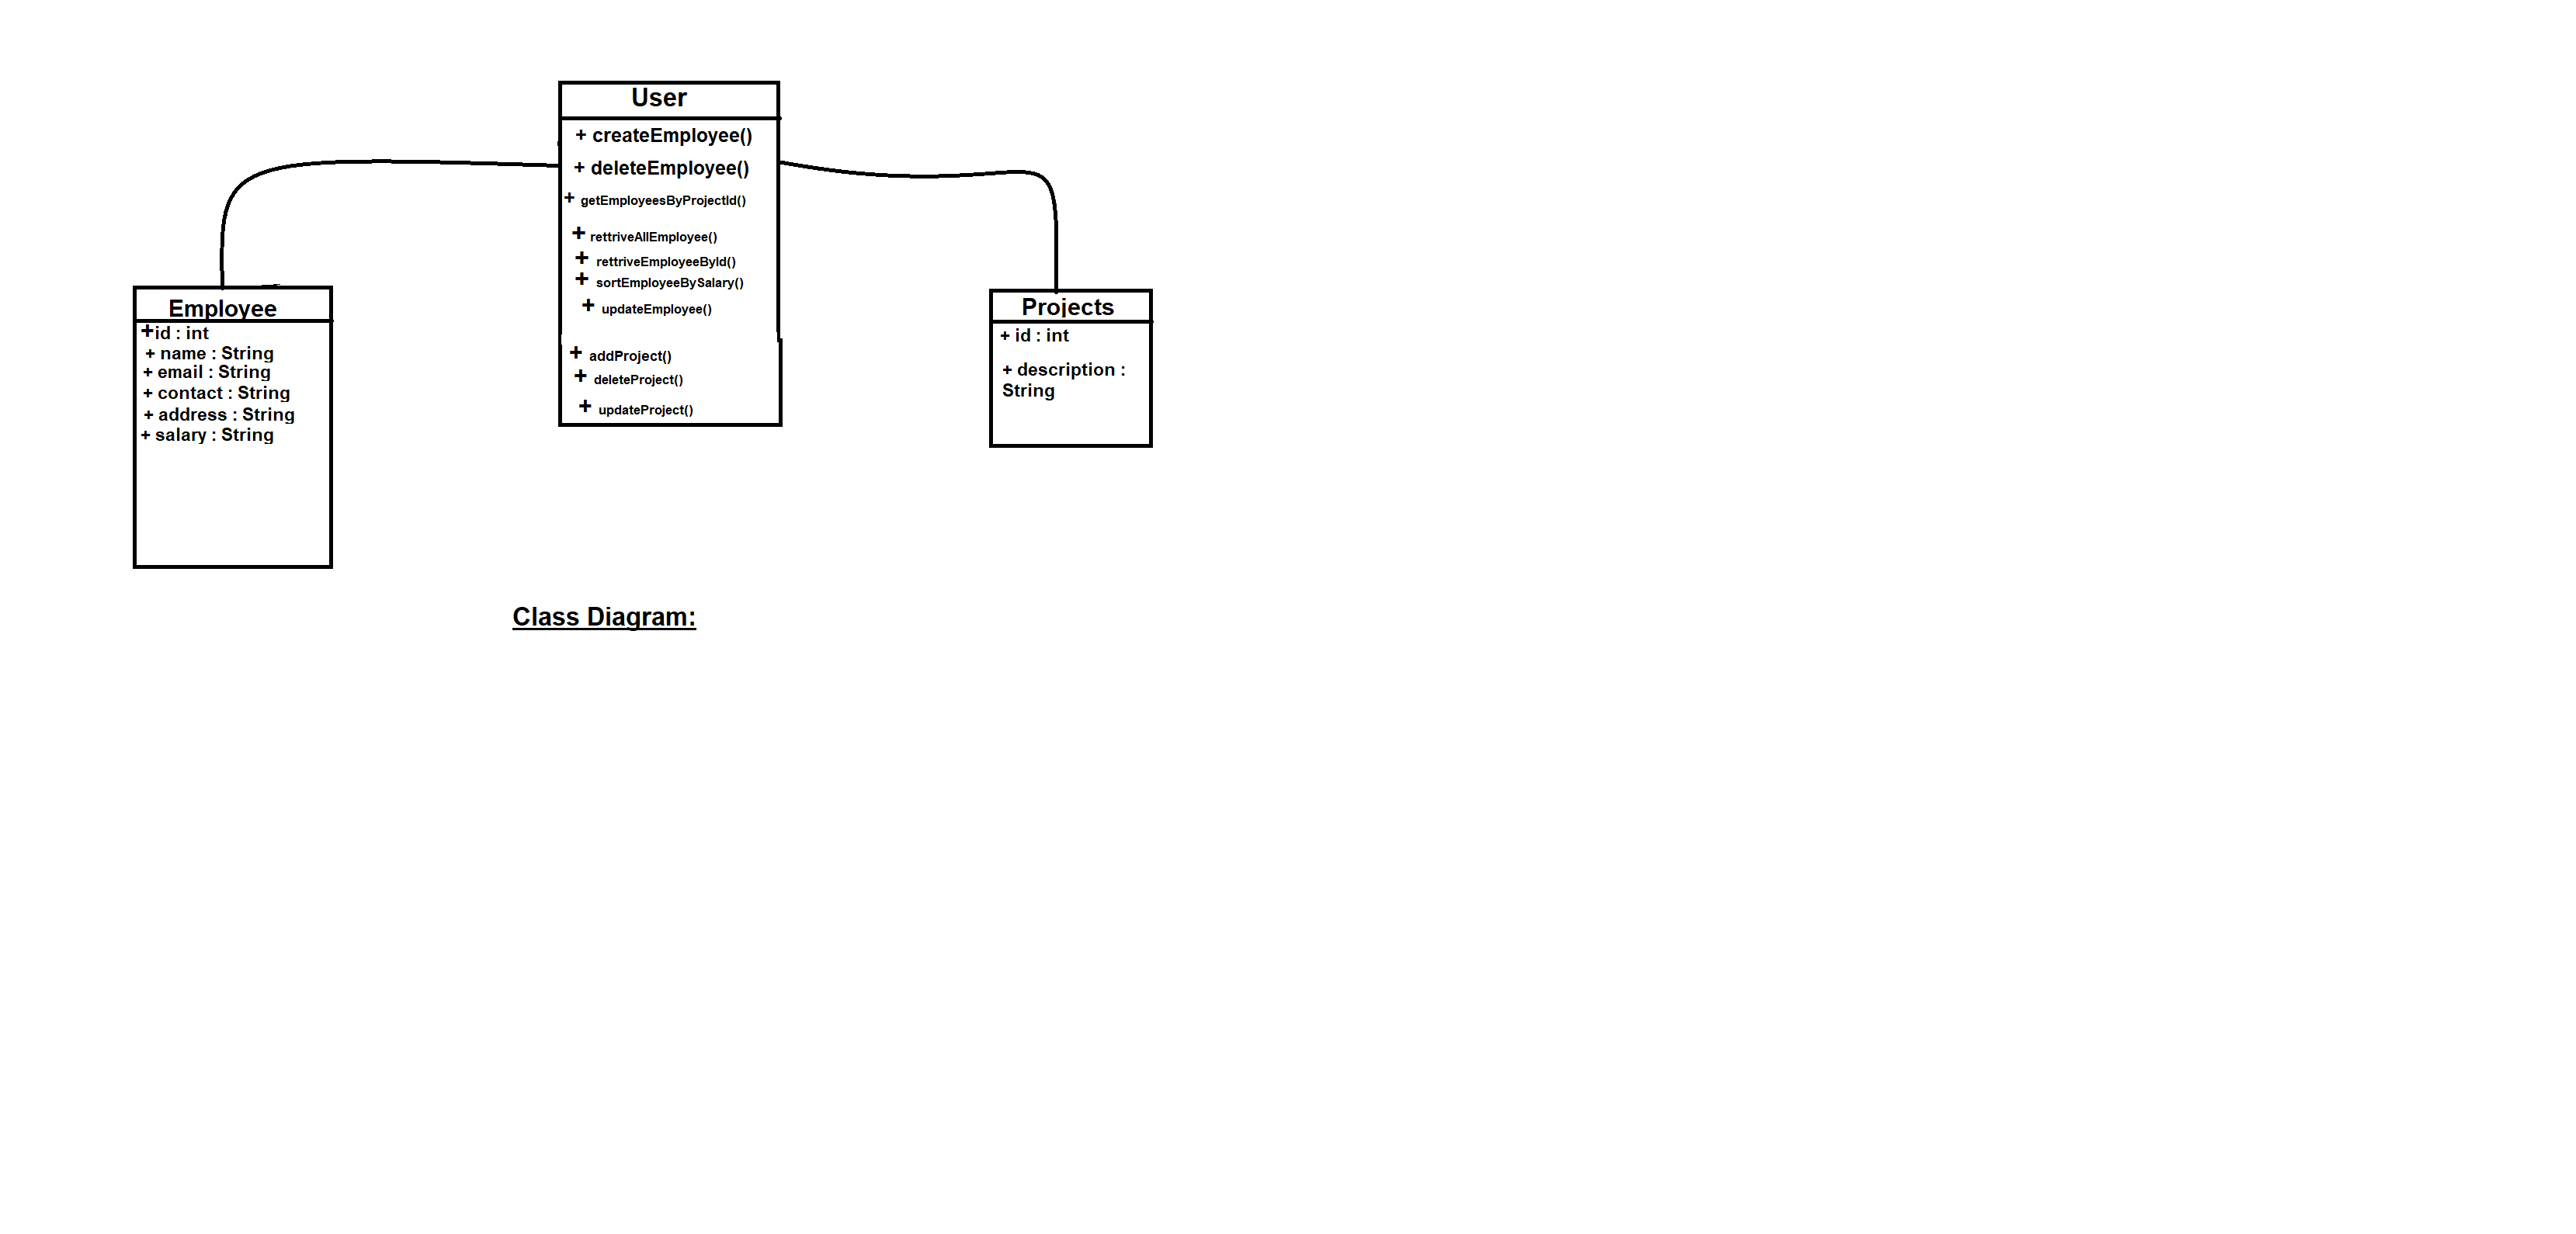 User
+ createEmployee()
+ deleteEmployee()
+ getEmployeesByProjectId()
+ rettriveAllEmployee()
+ rettriveEmployeeById()
+ sortEmployeeBySalary()
+ updateEmployee()
+ addProject()
+ deleteProject()
+ updateProject()
Employee
+id : int
+ name : String
+ email : String
+ contact : String
+ address : String
+ salary : String
Projects
+ id : int
+ description :
String
Class Diagram: